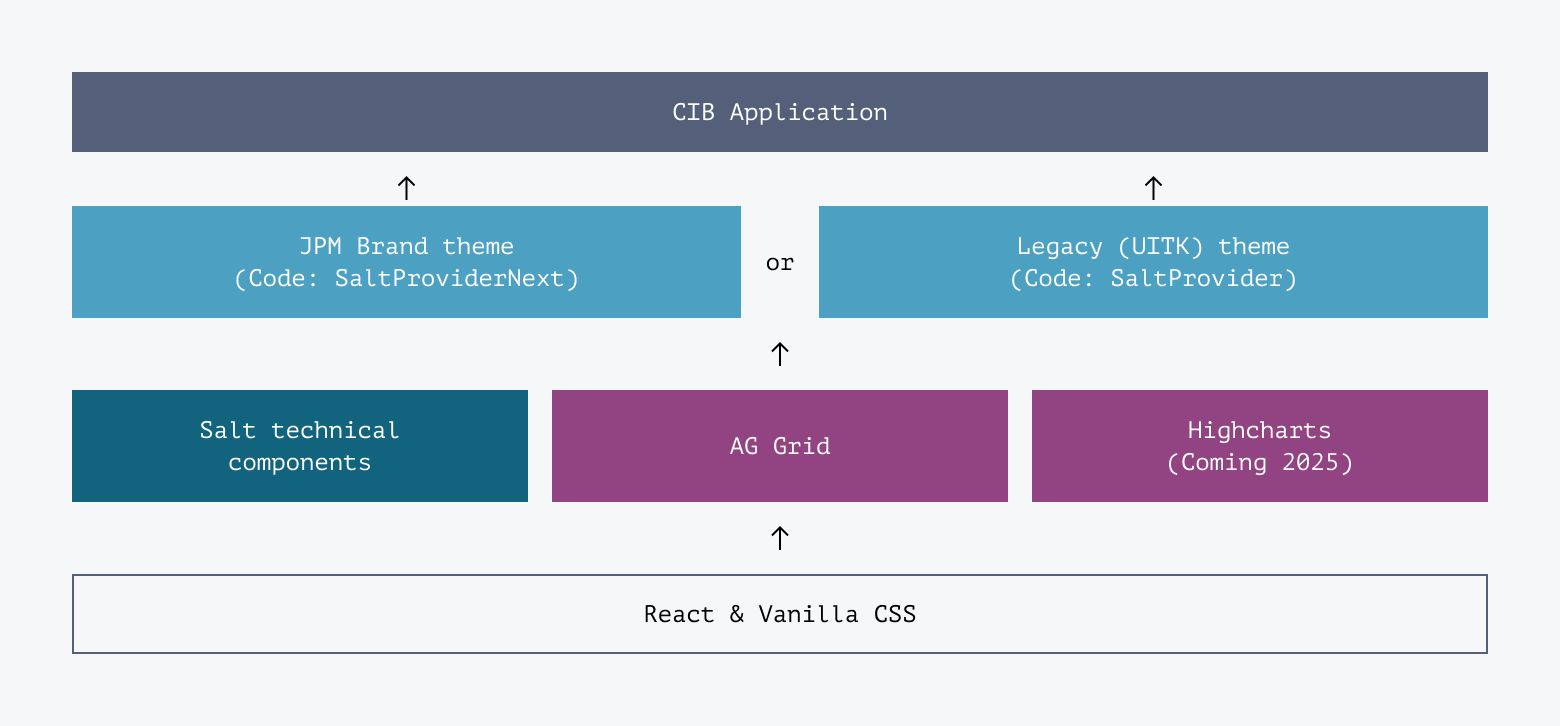 CIB Application
JPM Brand theme
(Code: SaltProviderNext)
or
Legacy (UITK) theme
(Code: SaltProvider)
Salt technical
components
AG Grid
Highcharts
(Coming 2025)
React & Vanilla CSS